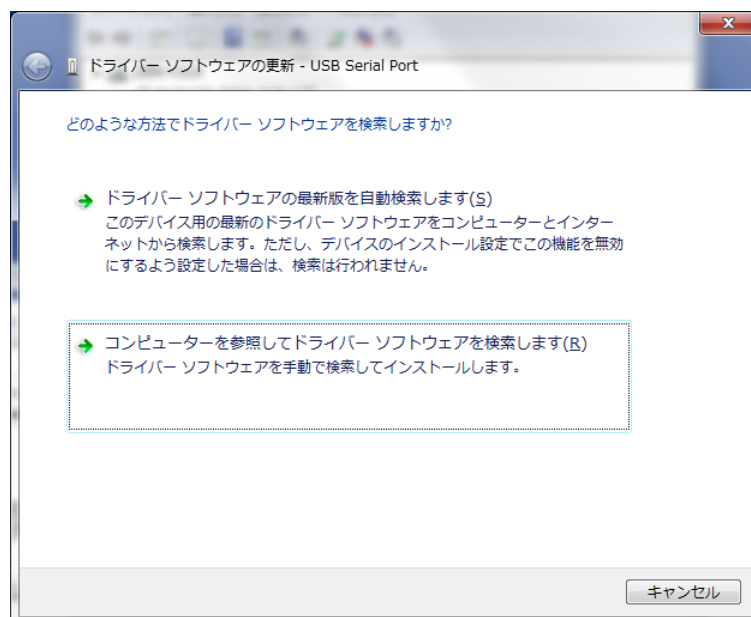 x
ドライバー ソフトウェアの更新 - USB Serial Port
どのような方法でドライバー ソフトウェアを検索しますか?
ドライバー ソフトウェアの最新版を自動検索します(S)
このデバイス用の最新のドライバー ソフトウェアをコンピューターとインター
ネットから検索します。ただし、デバイスのインストール設定でこの機能を無効
にするよう設定した場合は、検索は行われません。
コンピューターを参照してドライバー ソフトウェアを検索します(R)
ドライバー ソフトウェアを手動で検索してインストールします。
キャンセル